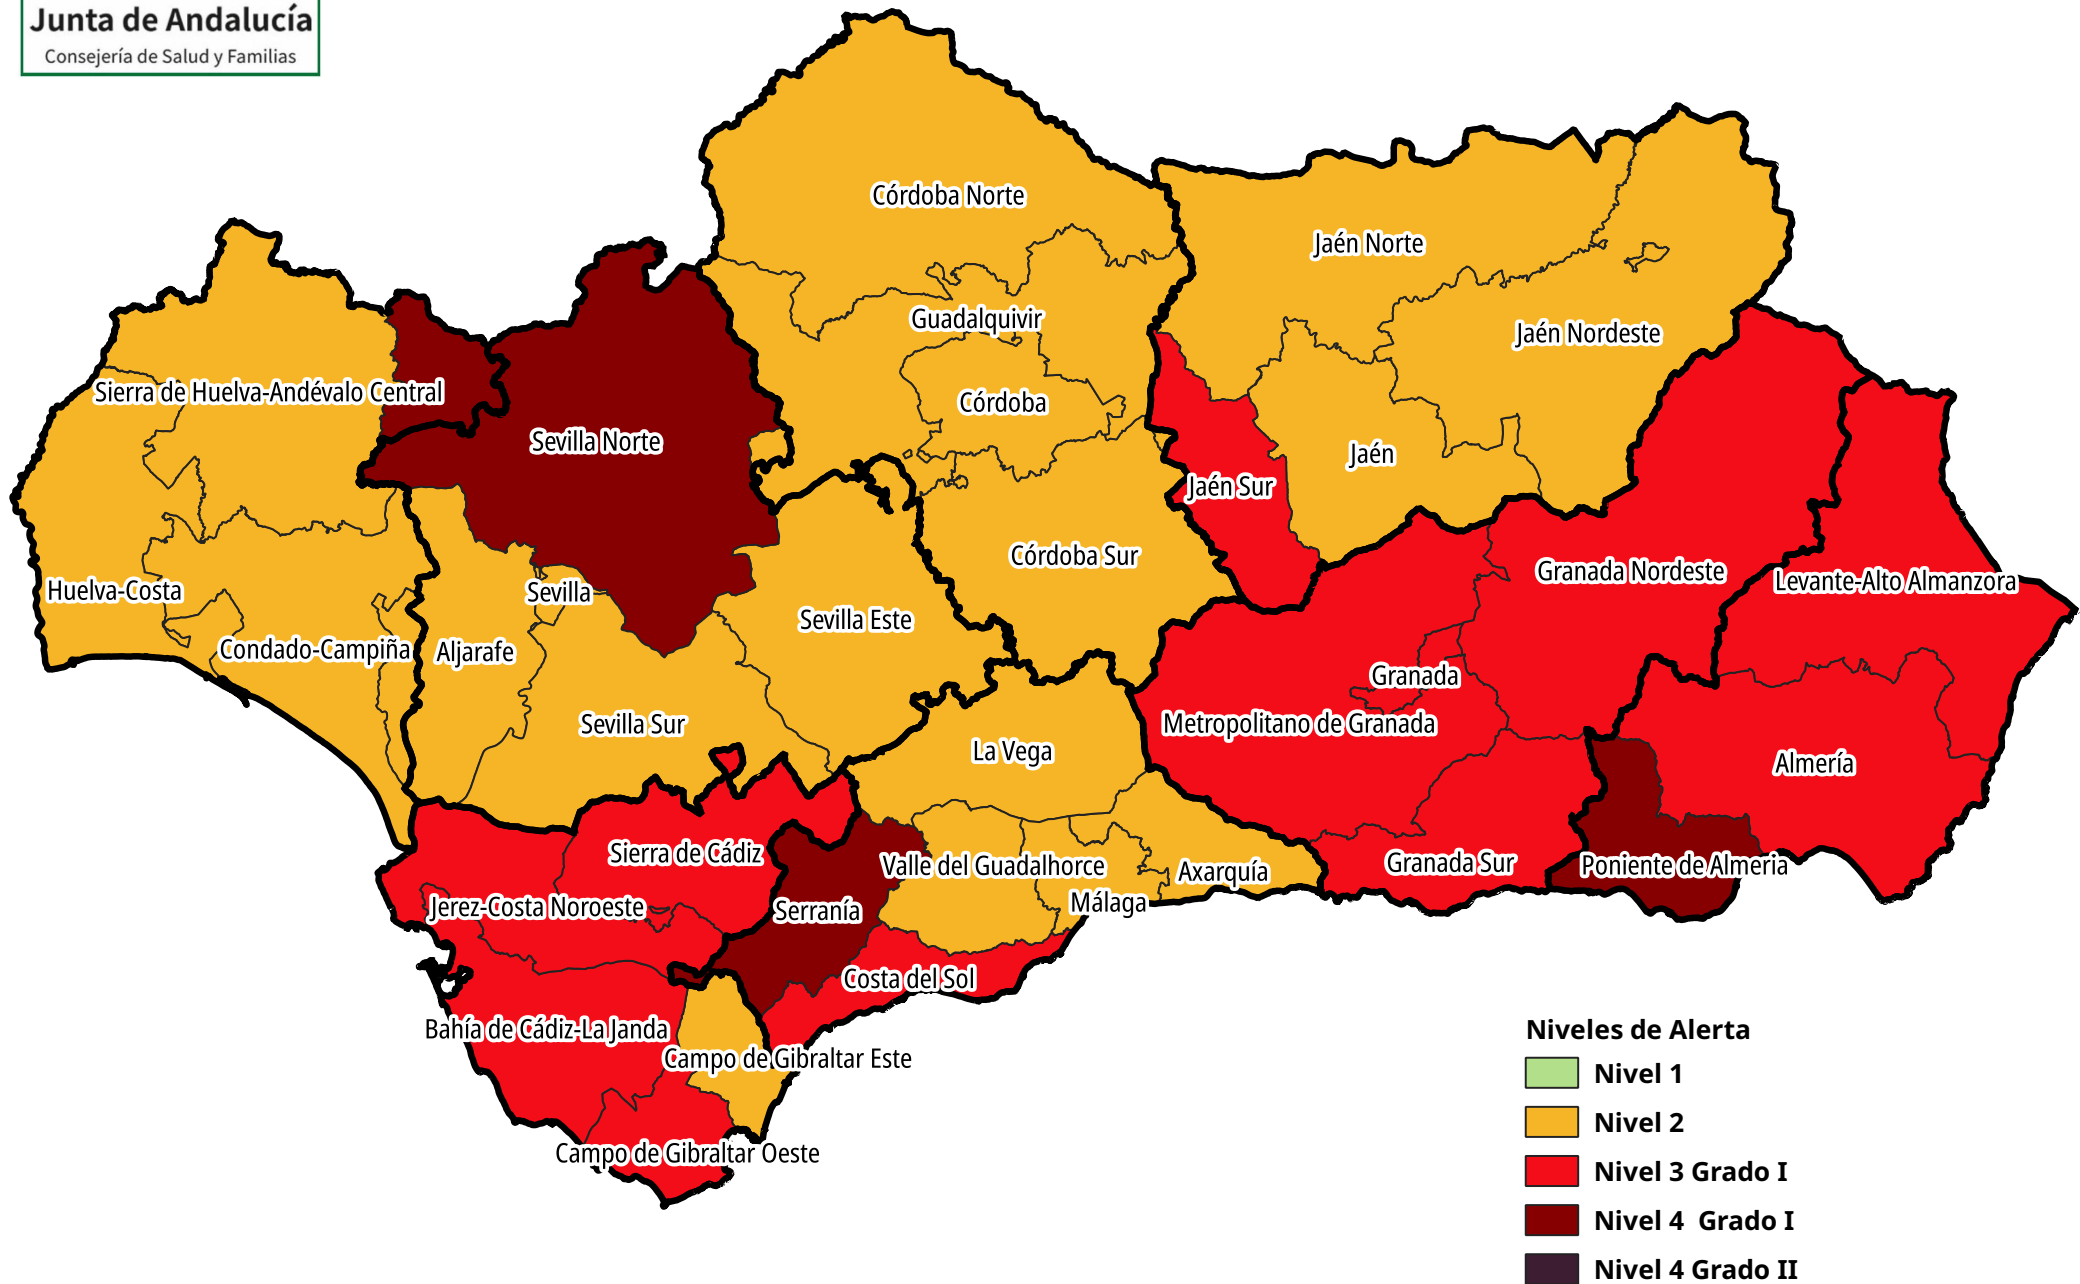 Junta de Andalucía
Consejería de Salud y Familias
Córdoba Norte
Jaén Norte
Guadalquivir
Jaén Nordeste
Sierra de Huelva-Andévalo Central
Córdoba
Sevilla Norte
Jaén
Jaén Sur
Córdoba Sur
Granada Nordeste
Levante-Alto Almanzora
Huelva-Costa
Sevilla
Sevilla Este
Condado-Campiña
Aljarafe
Granada
Sevilla Sur
Metropolitano de Granada
La Vega
Almería
Sierra de Cádiz
Valle del Guadalhorce
Axarquía
Granada Sur
Poniente de Almeria
Jerez-Costa Noroeste
Serranía
Málaga
Costa del Sol
Bahía de Cádiz-La Janda
Campo de Gibraltar Este
Campo de Gibraltar Oeste
Niveles de Alerta
Nivel 1
Nivel 2
Nivel 3 Grado I
Nivel 4 Grado I
Nivel 4 Grado II